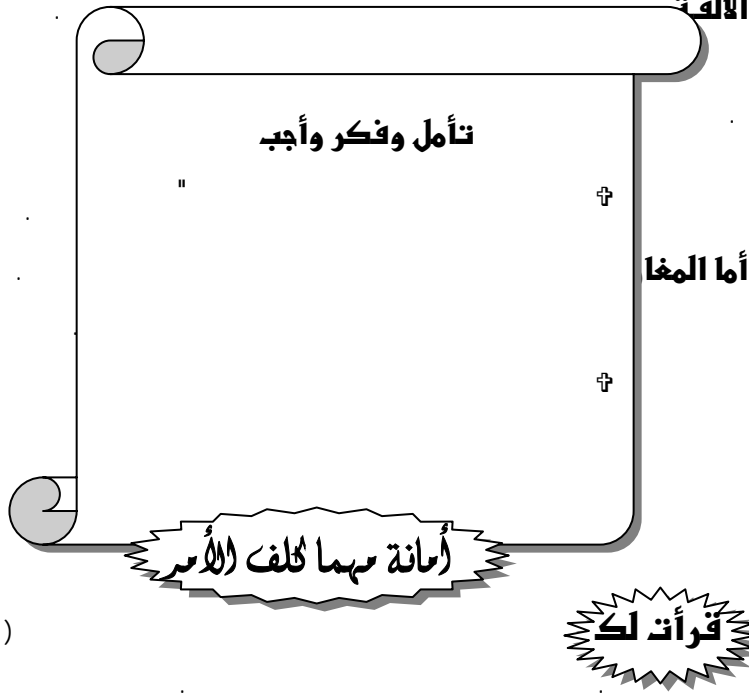 تأمل وفكر وأجب
"
✞
أما المغا
✞
أمانة مهما كلف الأمر
قرأت لك
)